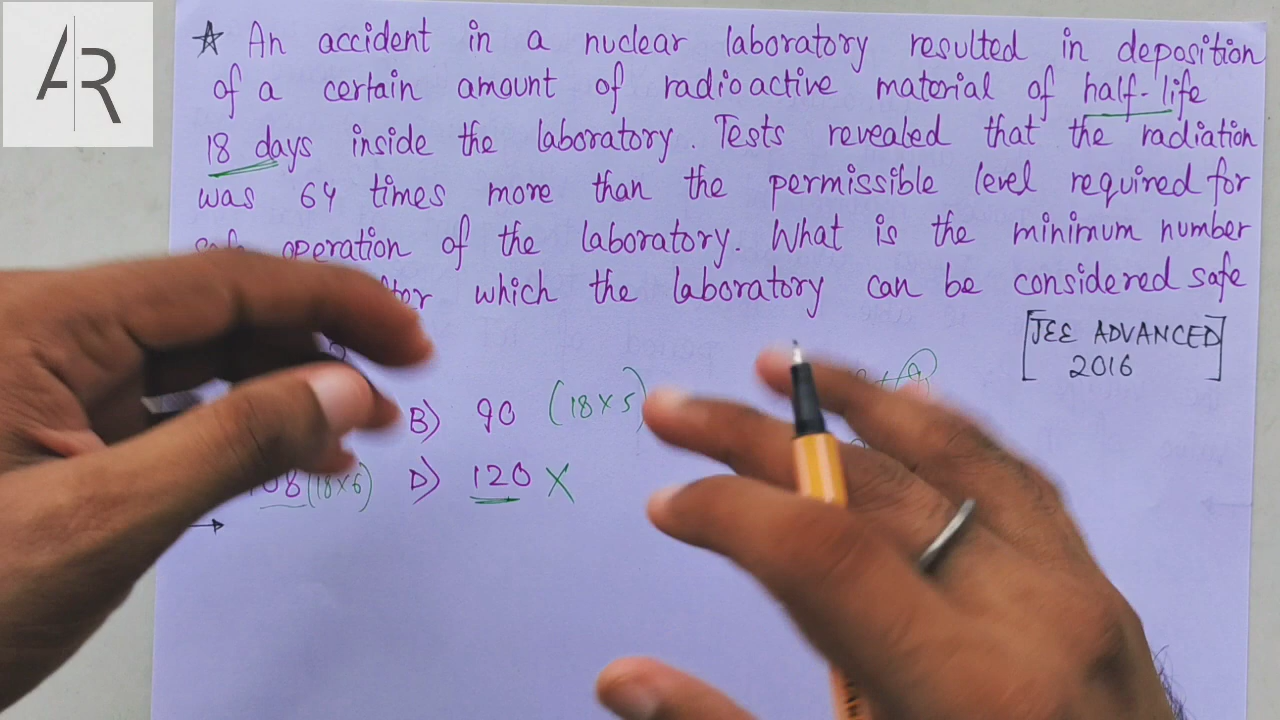 AR
☆ An accident in a nuclear laboratory resulted in deposition
of a certain amount of radioactive material of half-life
18 days inside the laboratory. Tests revealed that the radiation
was 64 times more than the permissible level required for
operation of the laboratory. What is the minimum number
which the laboratory can be considered safe
[JEE ADVANCED
2016]
B) 90 (18×5)
108 (18×6) D) 120 X
→